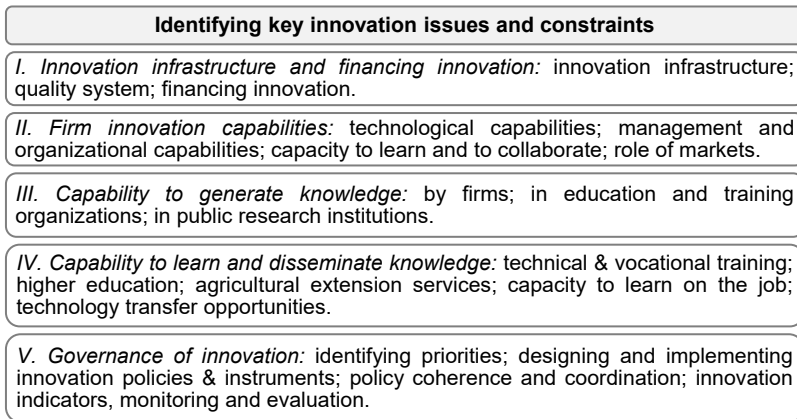 Identifying key innovation issues and constraints
I. Innovation infrastructure and financing innovation: innovation infrastructure;
quality system; financing innovation.
II. Firm innovation capabilities: technological capabilities; management and
organizational capabilities; capacity to learn and to collaborate; role of markets.
III. Capability to generate knowledge: by firms; in education and training
organizations; in public research institutions.
IV. Capability to learn and disseminate knowledge: technical & vocational training;
higher education; agricultural extension services; capacity to learn on the job;
technology transfer opportunities.
V. Governance of innovation: identifying priorities; designing and implementing
innovation policies & instruments; policy coherence and coordination; innovation
indicators, monitoring and evaluation.